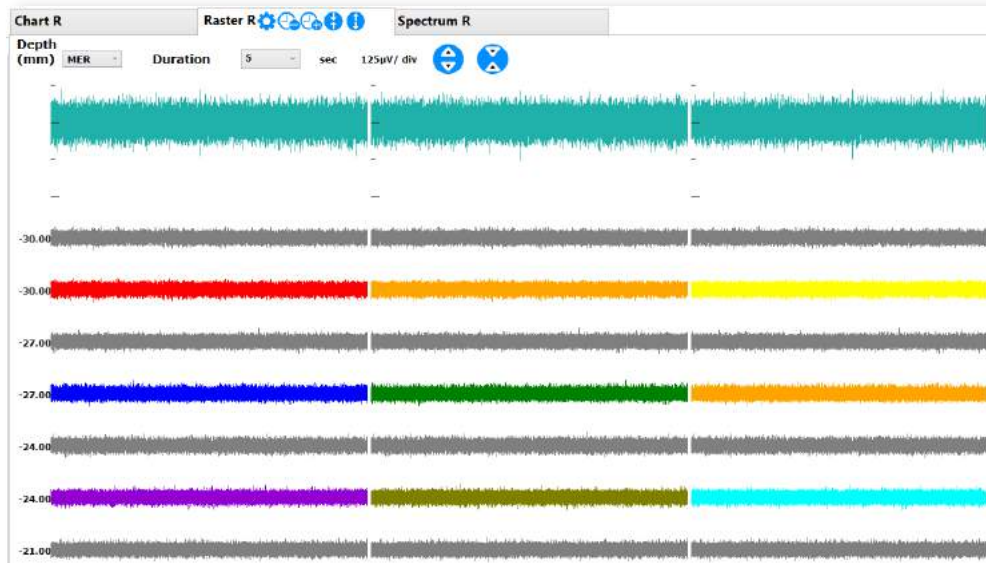 Chart R Raster R Spectrum R
Depth
(mm) MER Duration 5 sec 125µV/ div
-30.00
-30.00
-27.00
-27.00
-24.00
-24.00
-21.00